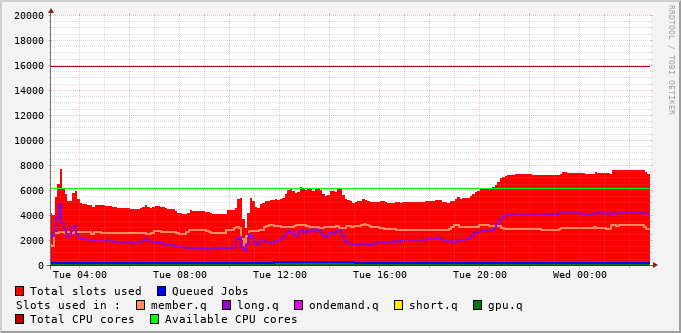 RRDTOOL / TOBI OETIKER
20000
18000
16000
14000
12000
10000
8000
6000
4000
2000
0
Tue 04:00 Tue 08:00 Tue 12:00 Tue 16:00 Tue 20:00 Wed 00:00
Total slots used Queued Jobs
Slots used in : member.q long.q ondemand.q short.q gpu.q
Total CPU cores Available CPU cores